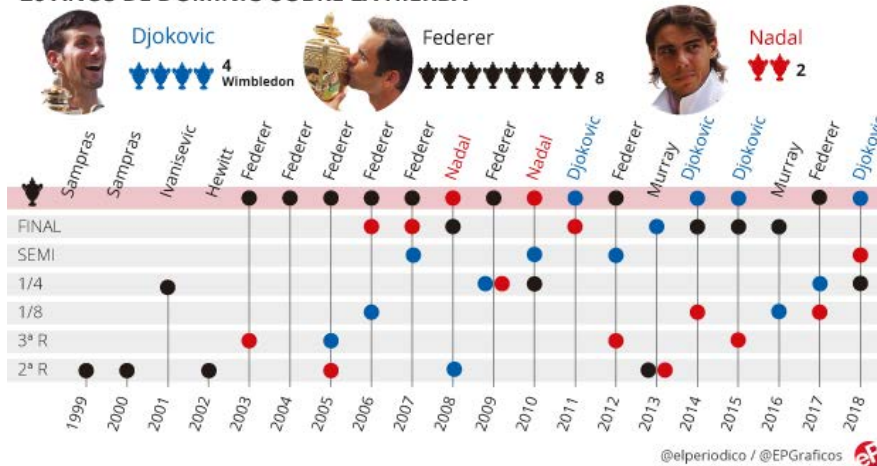 Djokovic
4
Wimbledon
Federer
8
Nadal
2
Sampras
Sampras
Ivanisevic
Hewitt
Federer
Federer
Federer
Federer
Federer
Nadal
Federer
Nadal
Djokovic
Federer
Murray
Djokovic
Djokovic
Murray
Federer
Djokovic
FINAL
SEMI
1/4
1/8
3ª R
2ª R
1999
2000
2001
2002
2003
2004
2005
2006
2007
2008
2009
2010
2011
2012
2013
2014
2015
2016
2017
2018
@elperiodico / @EPGraficos
eP